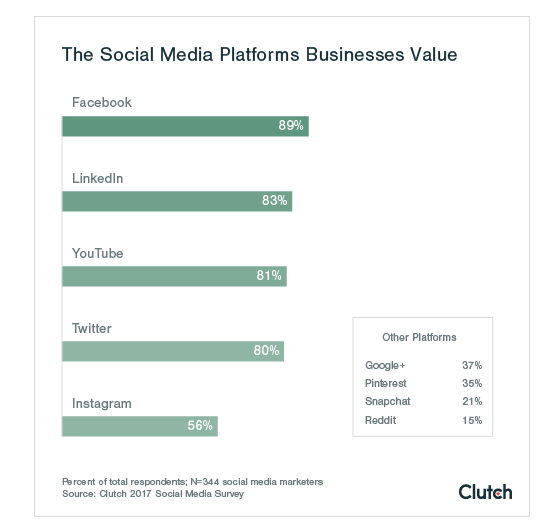 The Social Media Platforms Businesses Value
Facebook
89%
LinkedIn
83%
YouTube
81%
Twitter
80%
Instagram
56%
Other Platforms
Google+ 37%
Pinterest 35%
Snapchat 21%
Reddit 15%
Percent of total respondents; N=344 social media marketers
Source: Clutch 2017 Social Media Survey
Clutch